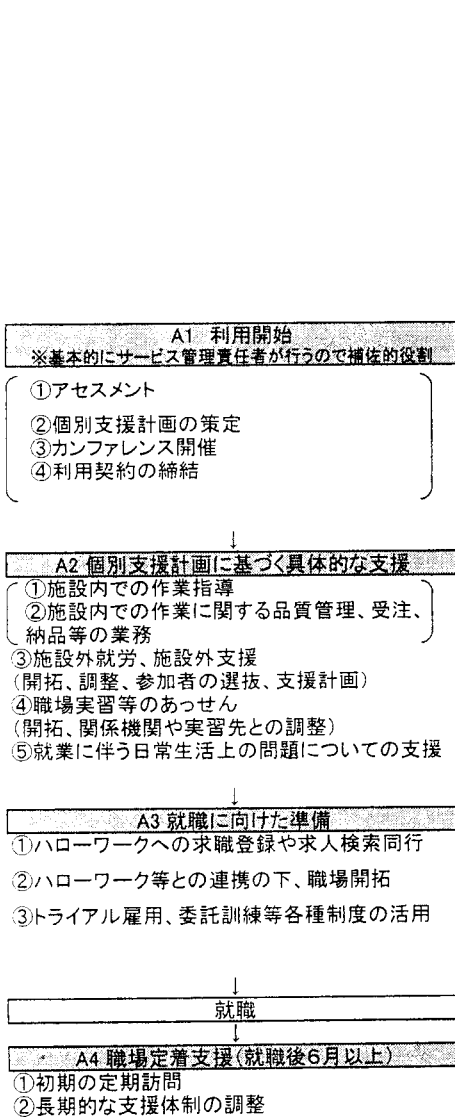 A1 利用開始
※基本的にサービス管理責任者が行うので補佐的役割
①アセスメント
②個別支援計画の策定
③カンファレンス開催
④利用契約の締結
↓
A2 個別支援計画に基づく具体的な支援
①施設内での作業指導
②施設内での作業に関する品質管理、受注、
納品等の業務
③施設外就労、施設外支援
(開拓、調整、参加者の選抜、支援計画)
④職場実習等のあっせん
(開拓、関係機関や実習先との調整)
⑤就業に伴う日常生活上の問題についての支援
↓
A3 就職に向けた準備
①ハローワークへの求職登録や求人検索同行
②ハローワーク等との連携の下、職場開拓
③トライアル雇用、委託訓練等各種制度の活用
↓
就職
↓
A4 職場定着支援(就職後6月以上)
①初期の定期訪問
②長期的な支援体制の調整